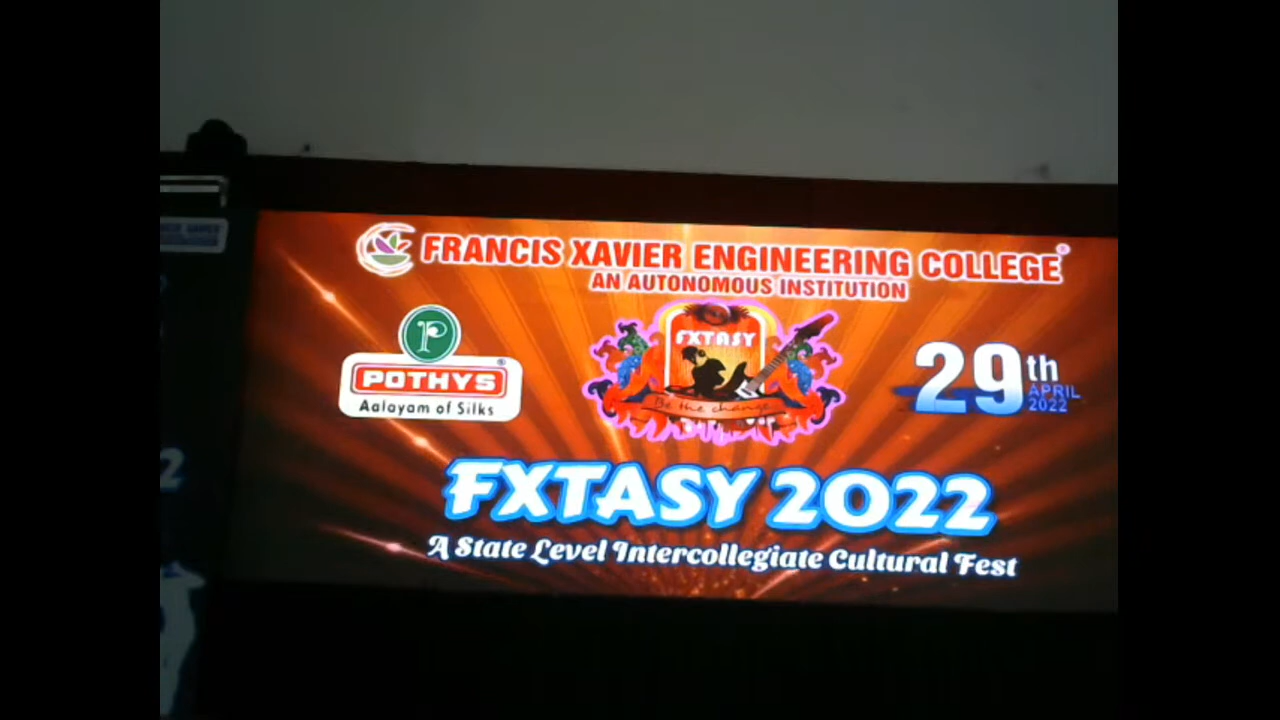 FRANCIS XAVIER ENGINEERING COLLEGE
AN AUTONOMOUS INSTITUTION
P
POTHYS®
Aalayam of Silks
FXTASY
Be the change
29th
APRIL
2022
FXTASY 2022
A State Level Intercollegiate Cultural Fest
2